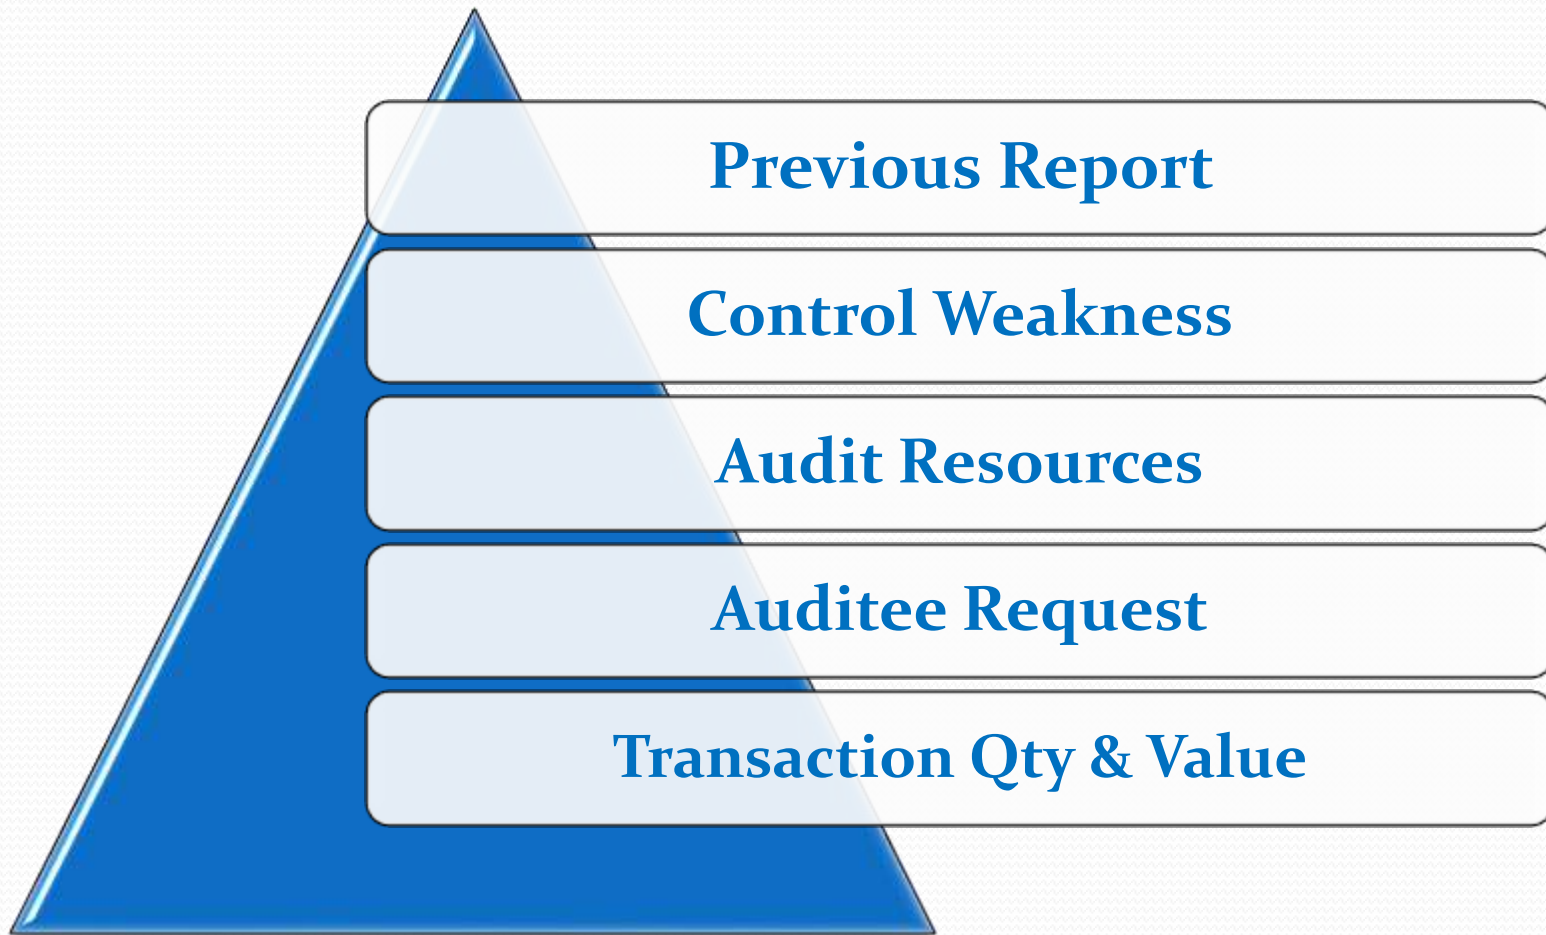 Previous Report
Control Weakness
Audit Resources
Auditee Request
Transaction Qty & Value